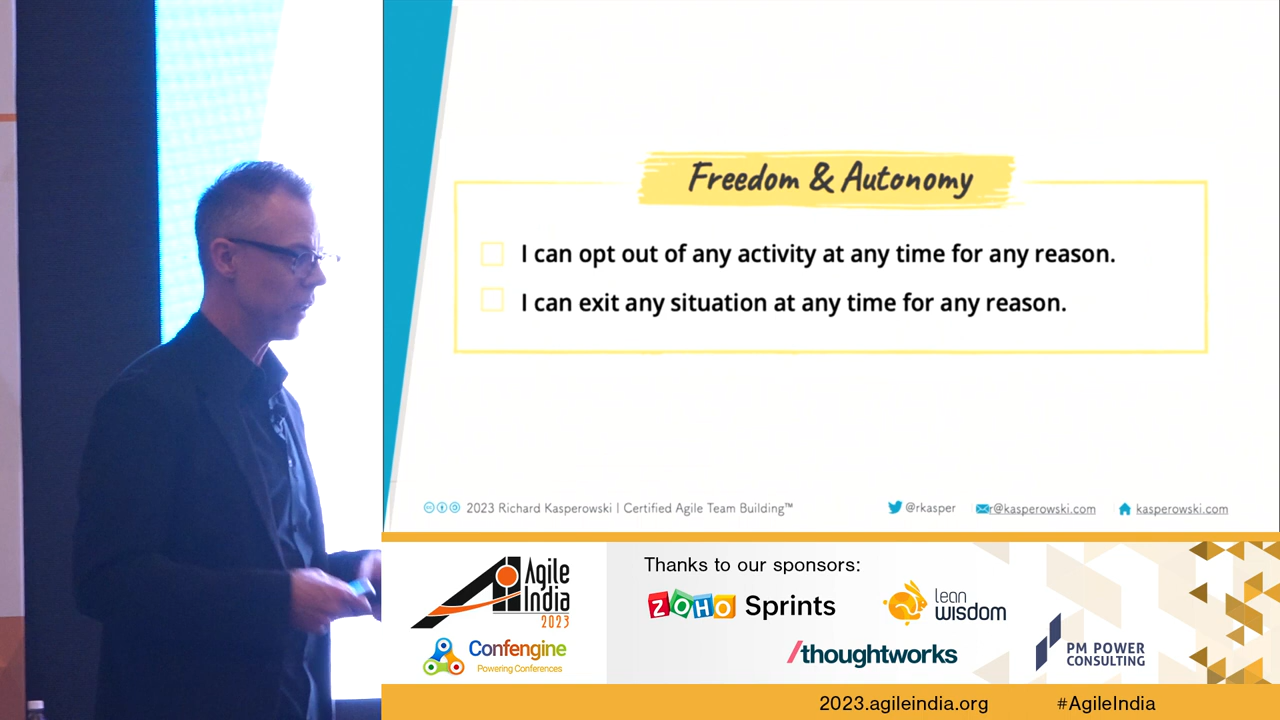 Freedom & Autonomy
I can opt out of any activity at any time for any reason.
I can exit any situation at any time for any reason.
2023 Richard Kasperowski | Certified Agile Team Building™
@rkasper
r@kasperowski.com
kasperowski.com
Agile
India
2023
Confengine
Powering Conferences
Thanks to our sponsors:
ZOHO Sprints
lean
wisdom
/thoughtworks
PM POWER
CONSULTING
2023.agileindia.org
#AgileIndia